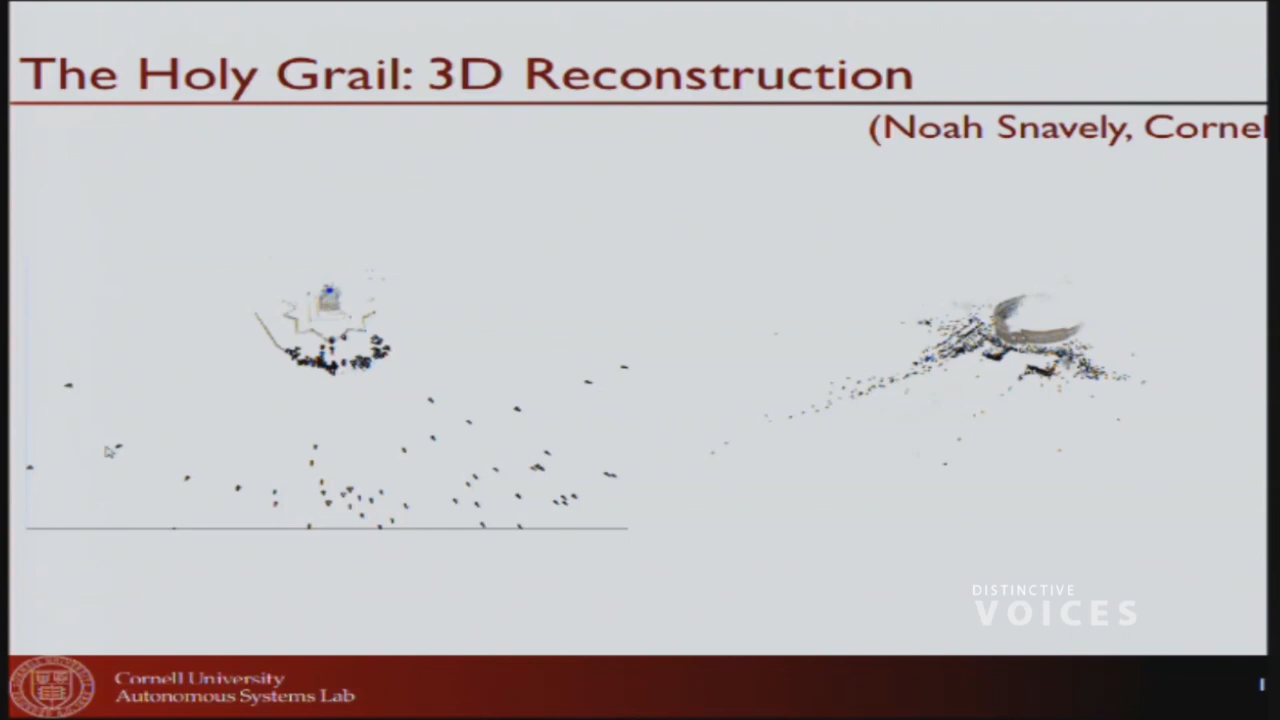 The Holy Grail: 3D Reconstruction
(Noah Snavely, Cornel
DISTINCTIVE
VOICES
Cornell University
Autonomous Systems Lab